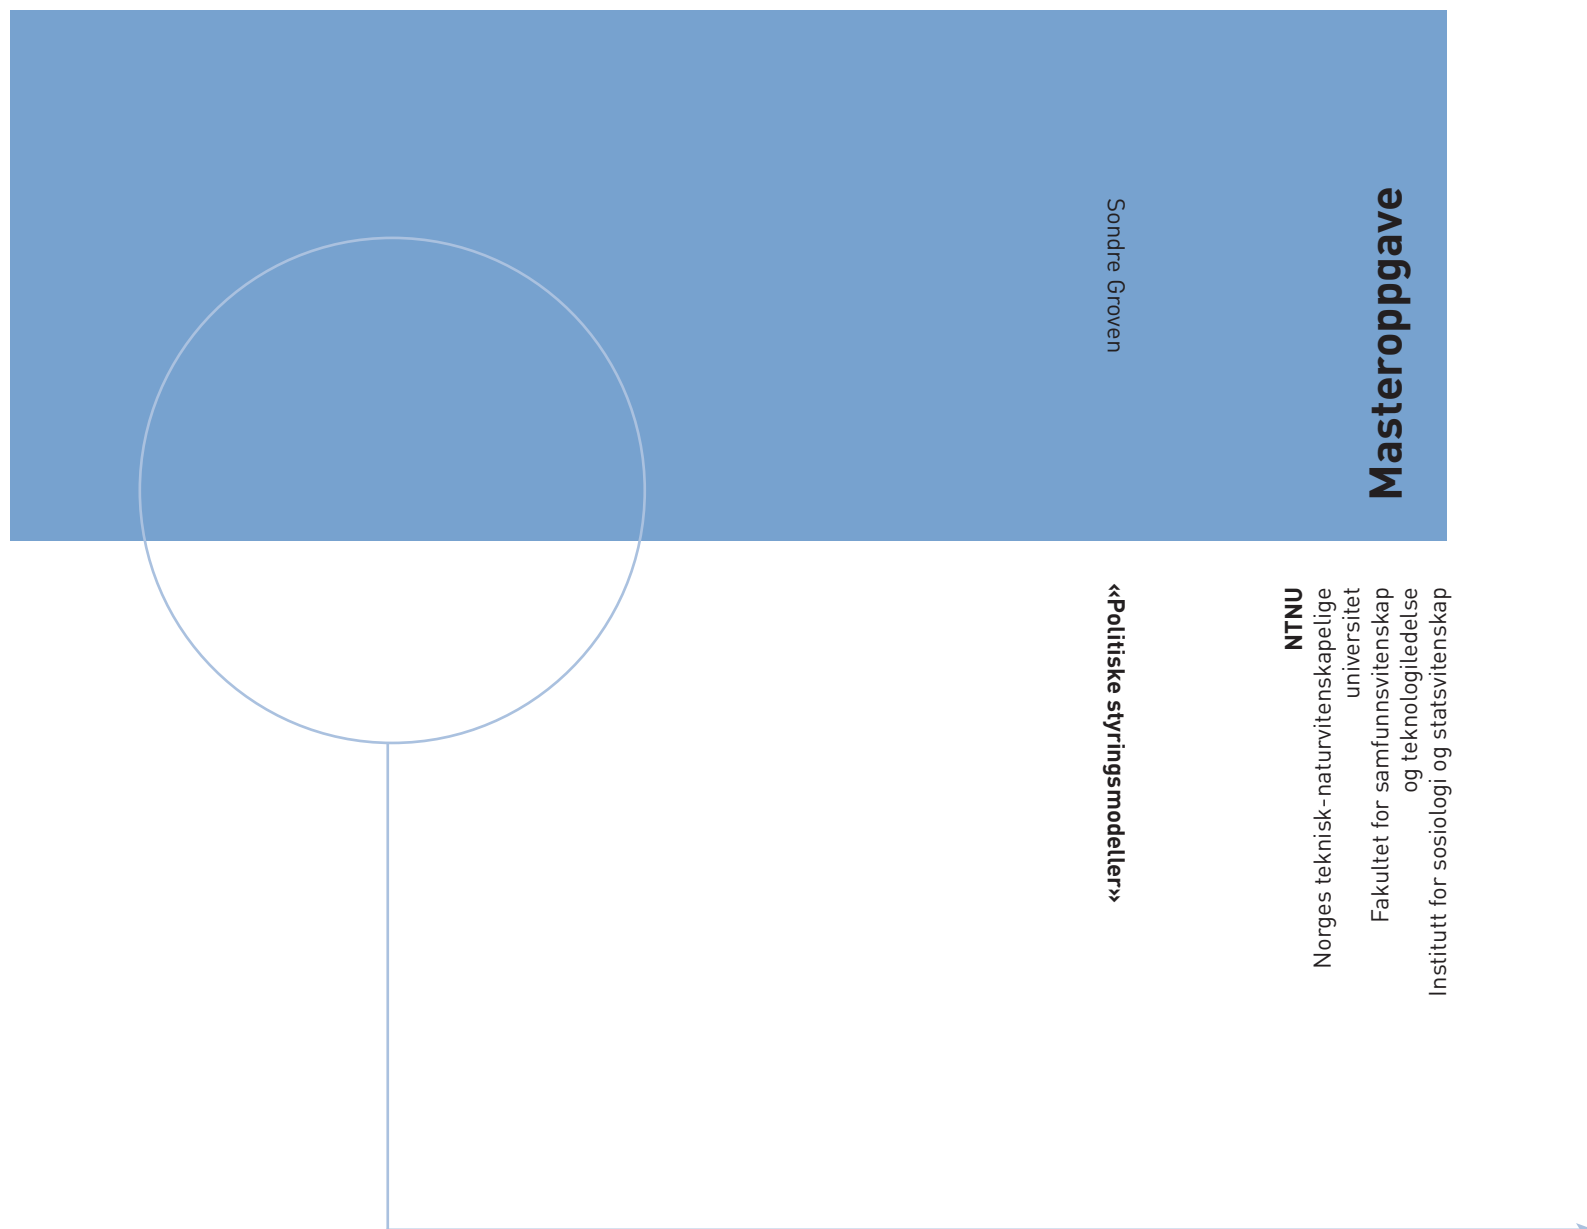 Masteroppgave
NTNU
Norges teknisk-naturvitenskapelige
universitet
Fakultet for samfunnsvitenskap
og teknologiledelse
Institutt for sosiologi og statsvitenskap
Sondre Groven
«Politiske styringsmodeller»